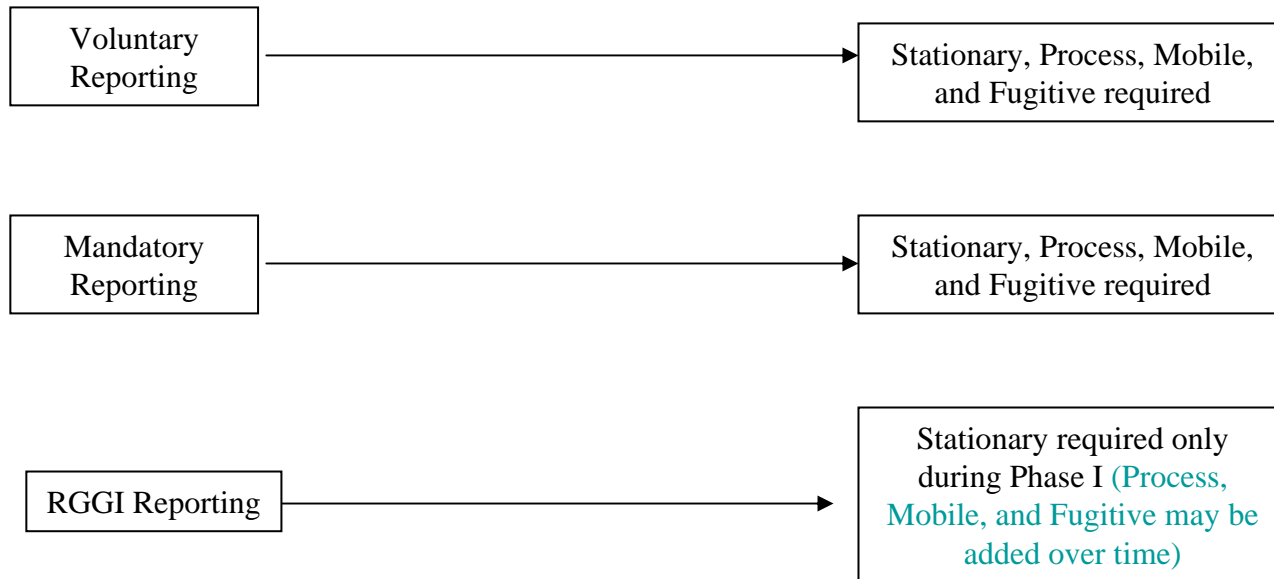 Voluntary
Reporting
Stationary, Process, Mobile,
and Fugitive required
Mandatory
Reporting
Stationary, Process, Mobile,
and Fugitive required
RGGI Reporting
Stationary required only
during Phase I (Process,
Mobile, and Fugitive may be
added over time)